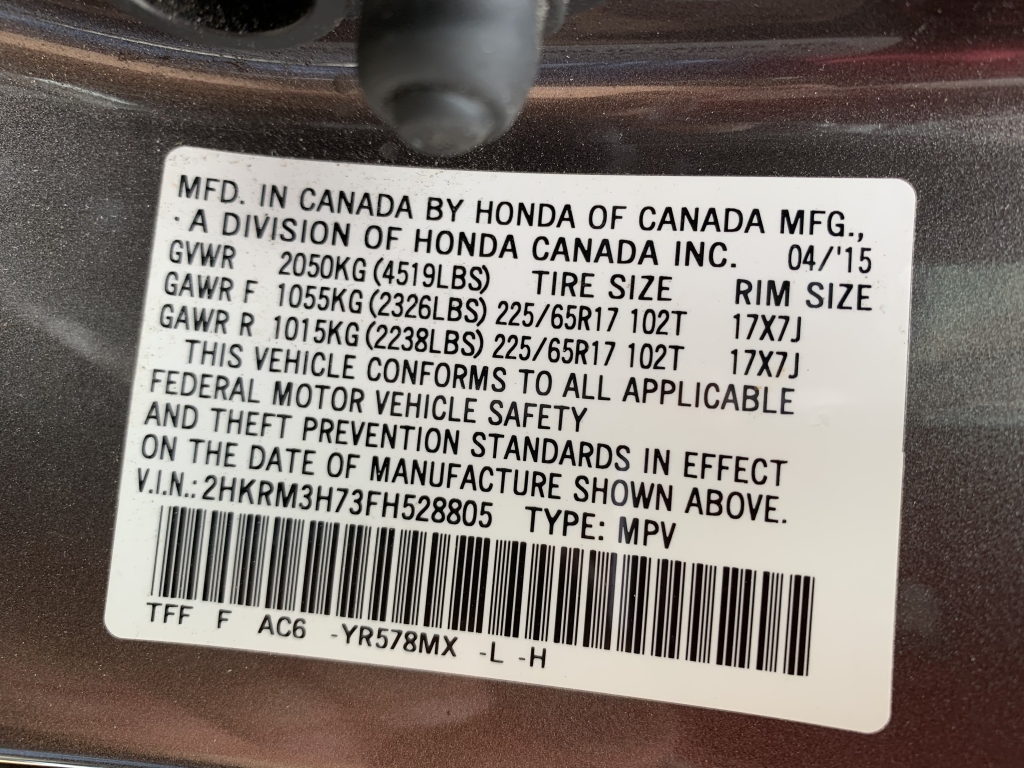 MFD. IN CANADA BY HONDA OF CANADA MFG.,
A DIVISION OF HONDA CANADA INC. 04/'15
GVWR 2050KG (4519LBS) TIRE SIZE RIM SIZE
GAWR F 1055KG (2326LBS) 225/65R17 102T 17X7J
GAWR R 1015KG (2238LBS) 225/65R17 102T 17X7J
THIS VEHICLE CONFORMS TO ALL APPLICABLE
FEDERAL MOTOR VEHICLE SAFETY
AND THEFT PREVENTION STANDARDS IN EFFECT
ON THE DATE OF MANUFACTURE SHOWN ABOVE.
V.I.N.: 2HKRM3H73FH528805 TYPE: MPV
TFF F AC6 -YR578MX -L -H